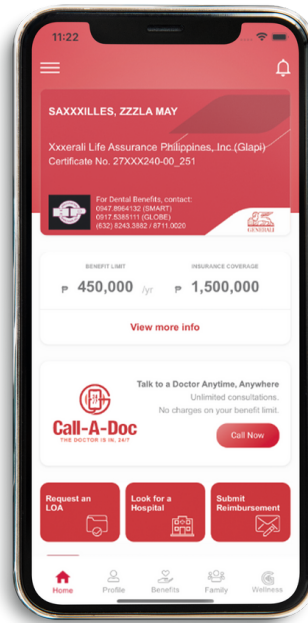 11:22
SAXXXILLES, ZZZLA MAY
Xxxerali Life Assurance Philippines, Inc.(Glapi)
Certificate No. 27XXX240-00_251
For Dental Benefits, contact:
0947.8964132 (SMART)
0917.5385111 (GLOBE)
(632) 8243.3882 / 8711.0020
GENERALI
BENEFIT LIMIT
INSURANCE COVERAGE
₱ 450,000 /yr
₱ 1,500,000
View more info
Talk to a Doctor Anytime, Anywhere
Unlimited consultations.
No charges on your benefit limit.
Call-A-Doc
THE DOCTOR IS IN. 24/7
Call Now
Request an
LOA
Look for a
Hospital
Submit
Reimbursement
Home
Profile
Benefits
Family
Wellness